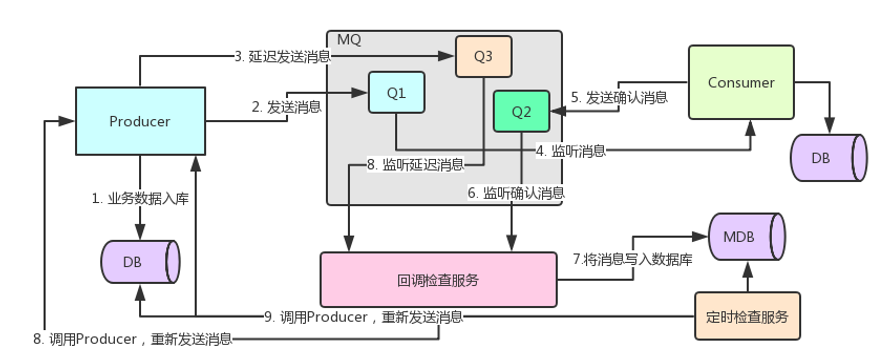 MQ
3. 延迟发送消息
Q3
Consumer
Q1
5. 发送确认消息
2. 发送消息
Q2
Producer
4. 监听消息
DB
8. 监听延迟消息
1. 业务数据入库
6. 监听确认消息
MDB
DB
7.将消息写入数据库
回调检查服务
9. 调用Producer，重新发送消息
定时检查服务
8. 调用Producer，重新发送消息